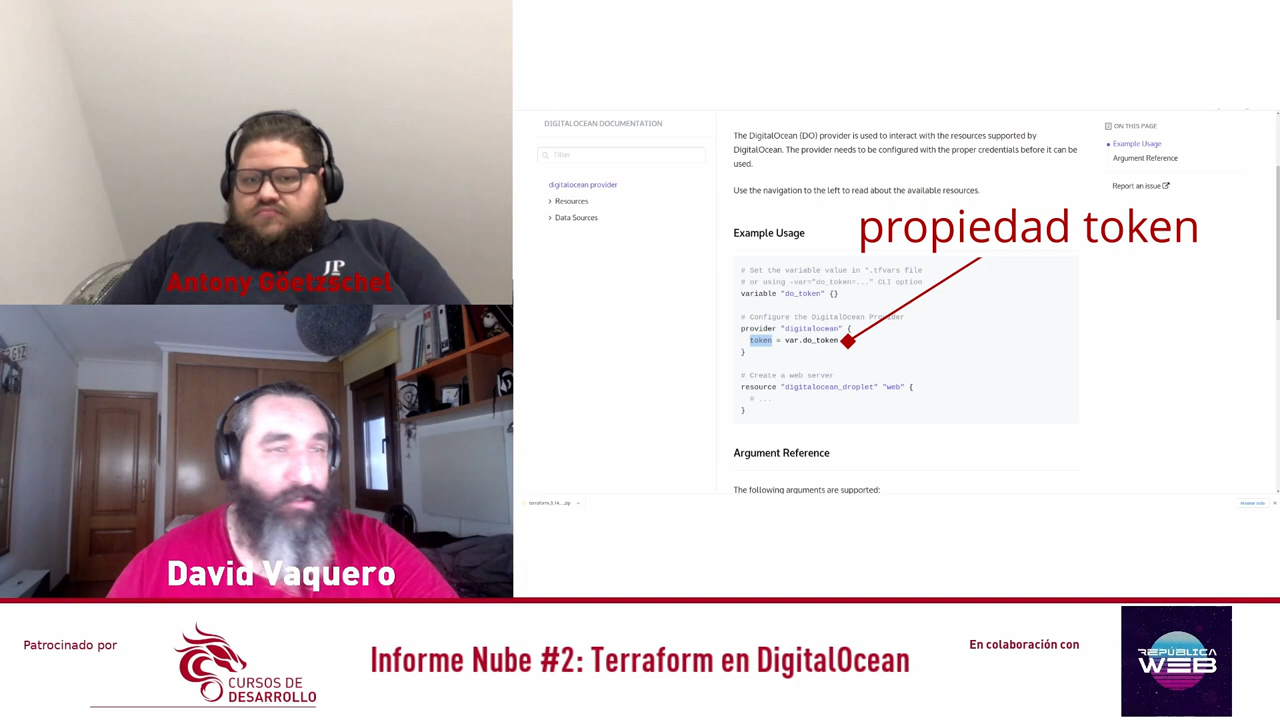 JP
Antony Göetzschel
David Vaquero
DIGITALOCEAN DOCUMENTATION
Filter
digitalocean provider
Resources
Data Sources
The DigitalOcean (DO) provider is used to interact with the resources supported by
DigitalOcean. The provider needs to be configured with the proper credentials before it can be
used.
Use the navigation to the left to read about the available resources.
propiedad token
Example Usage
# Set the variable value in *.tfvars file
# or using -var="do_token=..." CLI option
variable "do_token" {}
# Configure the DigitalOcean Provider
provider "digitalocean" {
token = var.do_token
}
# Create a web server
resource "digitalocean_droplet" "web" {
# ...
}
Argument Reference
The following arguments are supported:
ON THIS PAGE
Example Usage
Argument Reference
Report an issue
terraform_0.14....zip
Patrocinado por
CURSOS DE
DESARROLLO
Informe Nube #2: Terraform en DigitalOcean
En colaboración con
REPÚBLICA
WEB